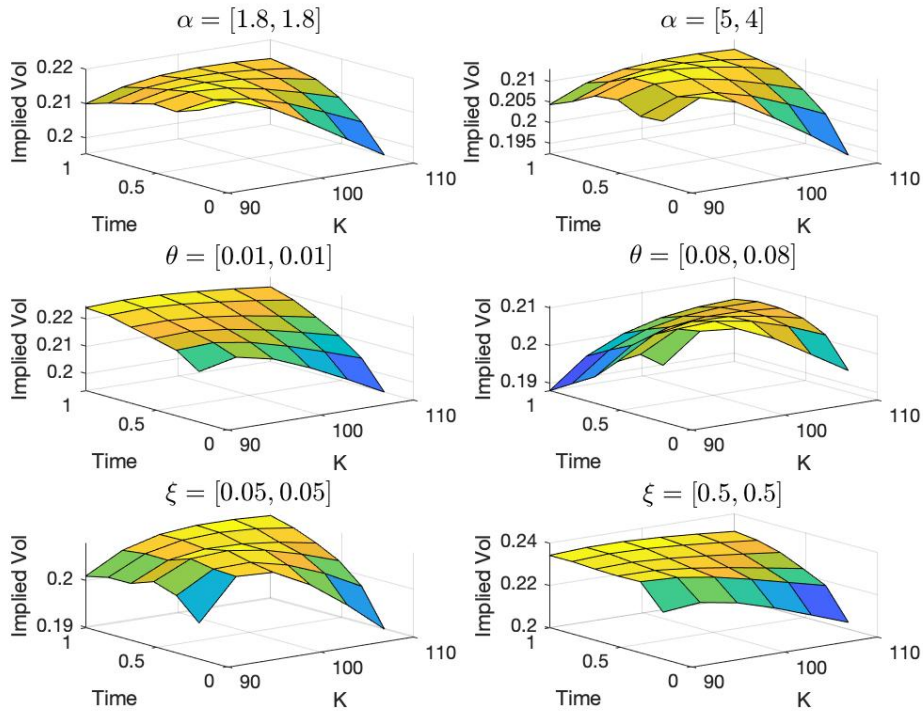 α = [1.8, 1.8]
Implied Vol
0.22
0.21
0.2
1
0.5
0
Time
90
100
110
K
α = [5, 4]
Implied Vol
0.21
0.205
0.2
0.195
1
0.5
0
Time
90
100
110
K
θ = [0.01, 0.01]
Implied Vol
0.22
0.21
0.2
1
0.5
0
Time
90
100
110
K
θ = [0.08, 0.08]
Implied Vol
0.21
0.2
0.19
1
0.5
0
Time
90
100
110
K
ξ = [0.05, 0.05]
Implied Vol
0.2
0.19
1
0.5
0
Time
90
100
110
K
ξ = [0.5, 0.5]
Implied Vol
0.24
0.22
0.2
1
0.5
0
Time
90
100
110
K